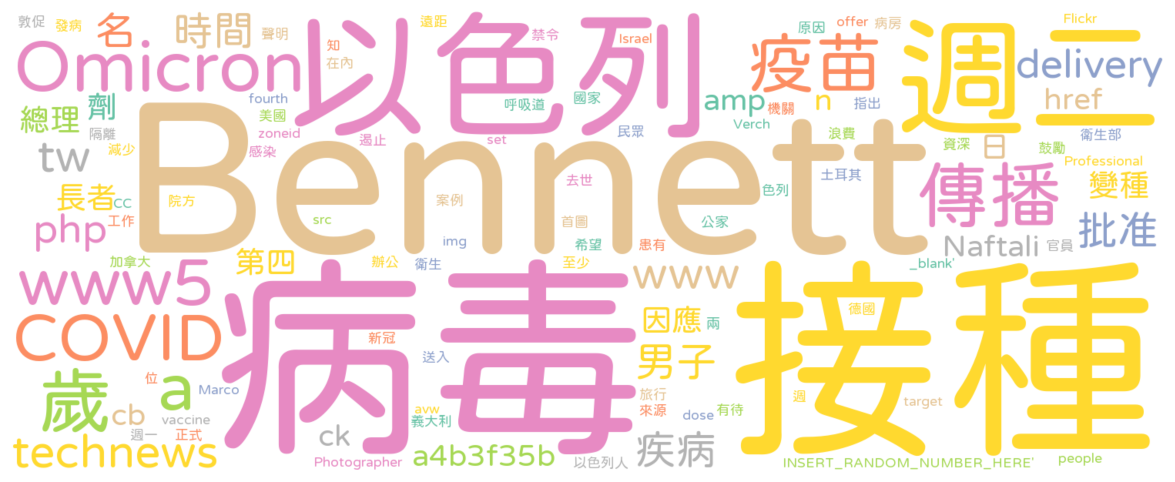 敦促
發病
名
時間
聲明
遠距
禁令
知
在內
Israel
原因
offer
病房
Flickr
Omicron
以色列
疫苗
週一
delivery
總理
劑
隔離
fourth
美國
zoneid
感染
遏止
set
呼吸道
國家
民眾
amp
機關
Verch
n
指出
浪費
href
資深
日
鼓勵
衛生部
Professional
tw
減少
Bennett
去世
色列
土耳其
傳播
變種
長者
cc
工作
院方
src
案例
首圖
公家
php
加拿大
第四
辦公
img
衛生
希望
至少
患有
批准
Naftali
官員
_blank'
www5
病毒
www
接種
COVID
新冠
送入
因應
兩
男子
德國
歲
位
a
Marco
vaccine
cb
週一
正式
avw
義大利
旅行
來源
dose
有待
週
target
technews
ck
Photographer
a4b3f35b
以色列人
疾病
INSERT_RANDOM_NUMBER_HERE'
people